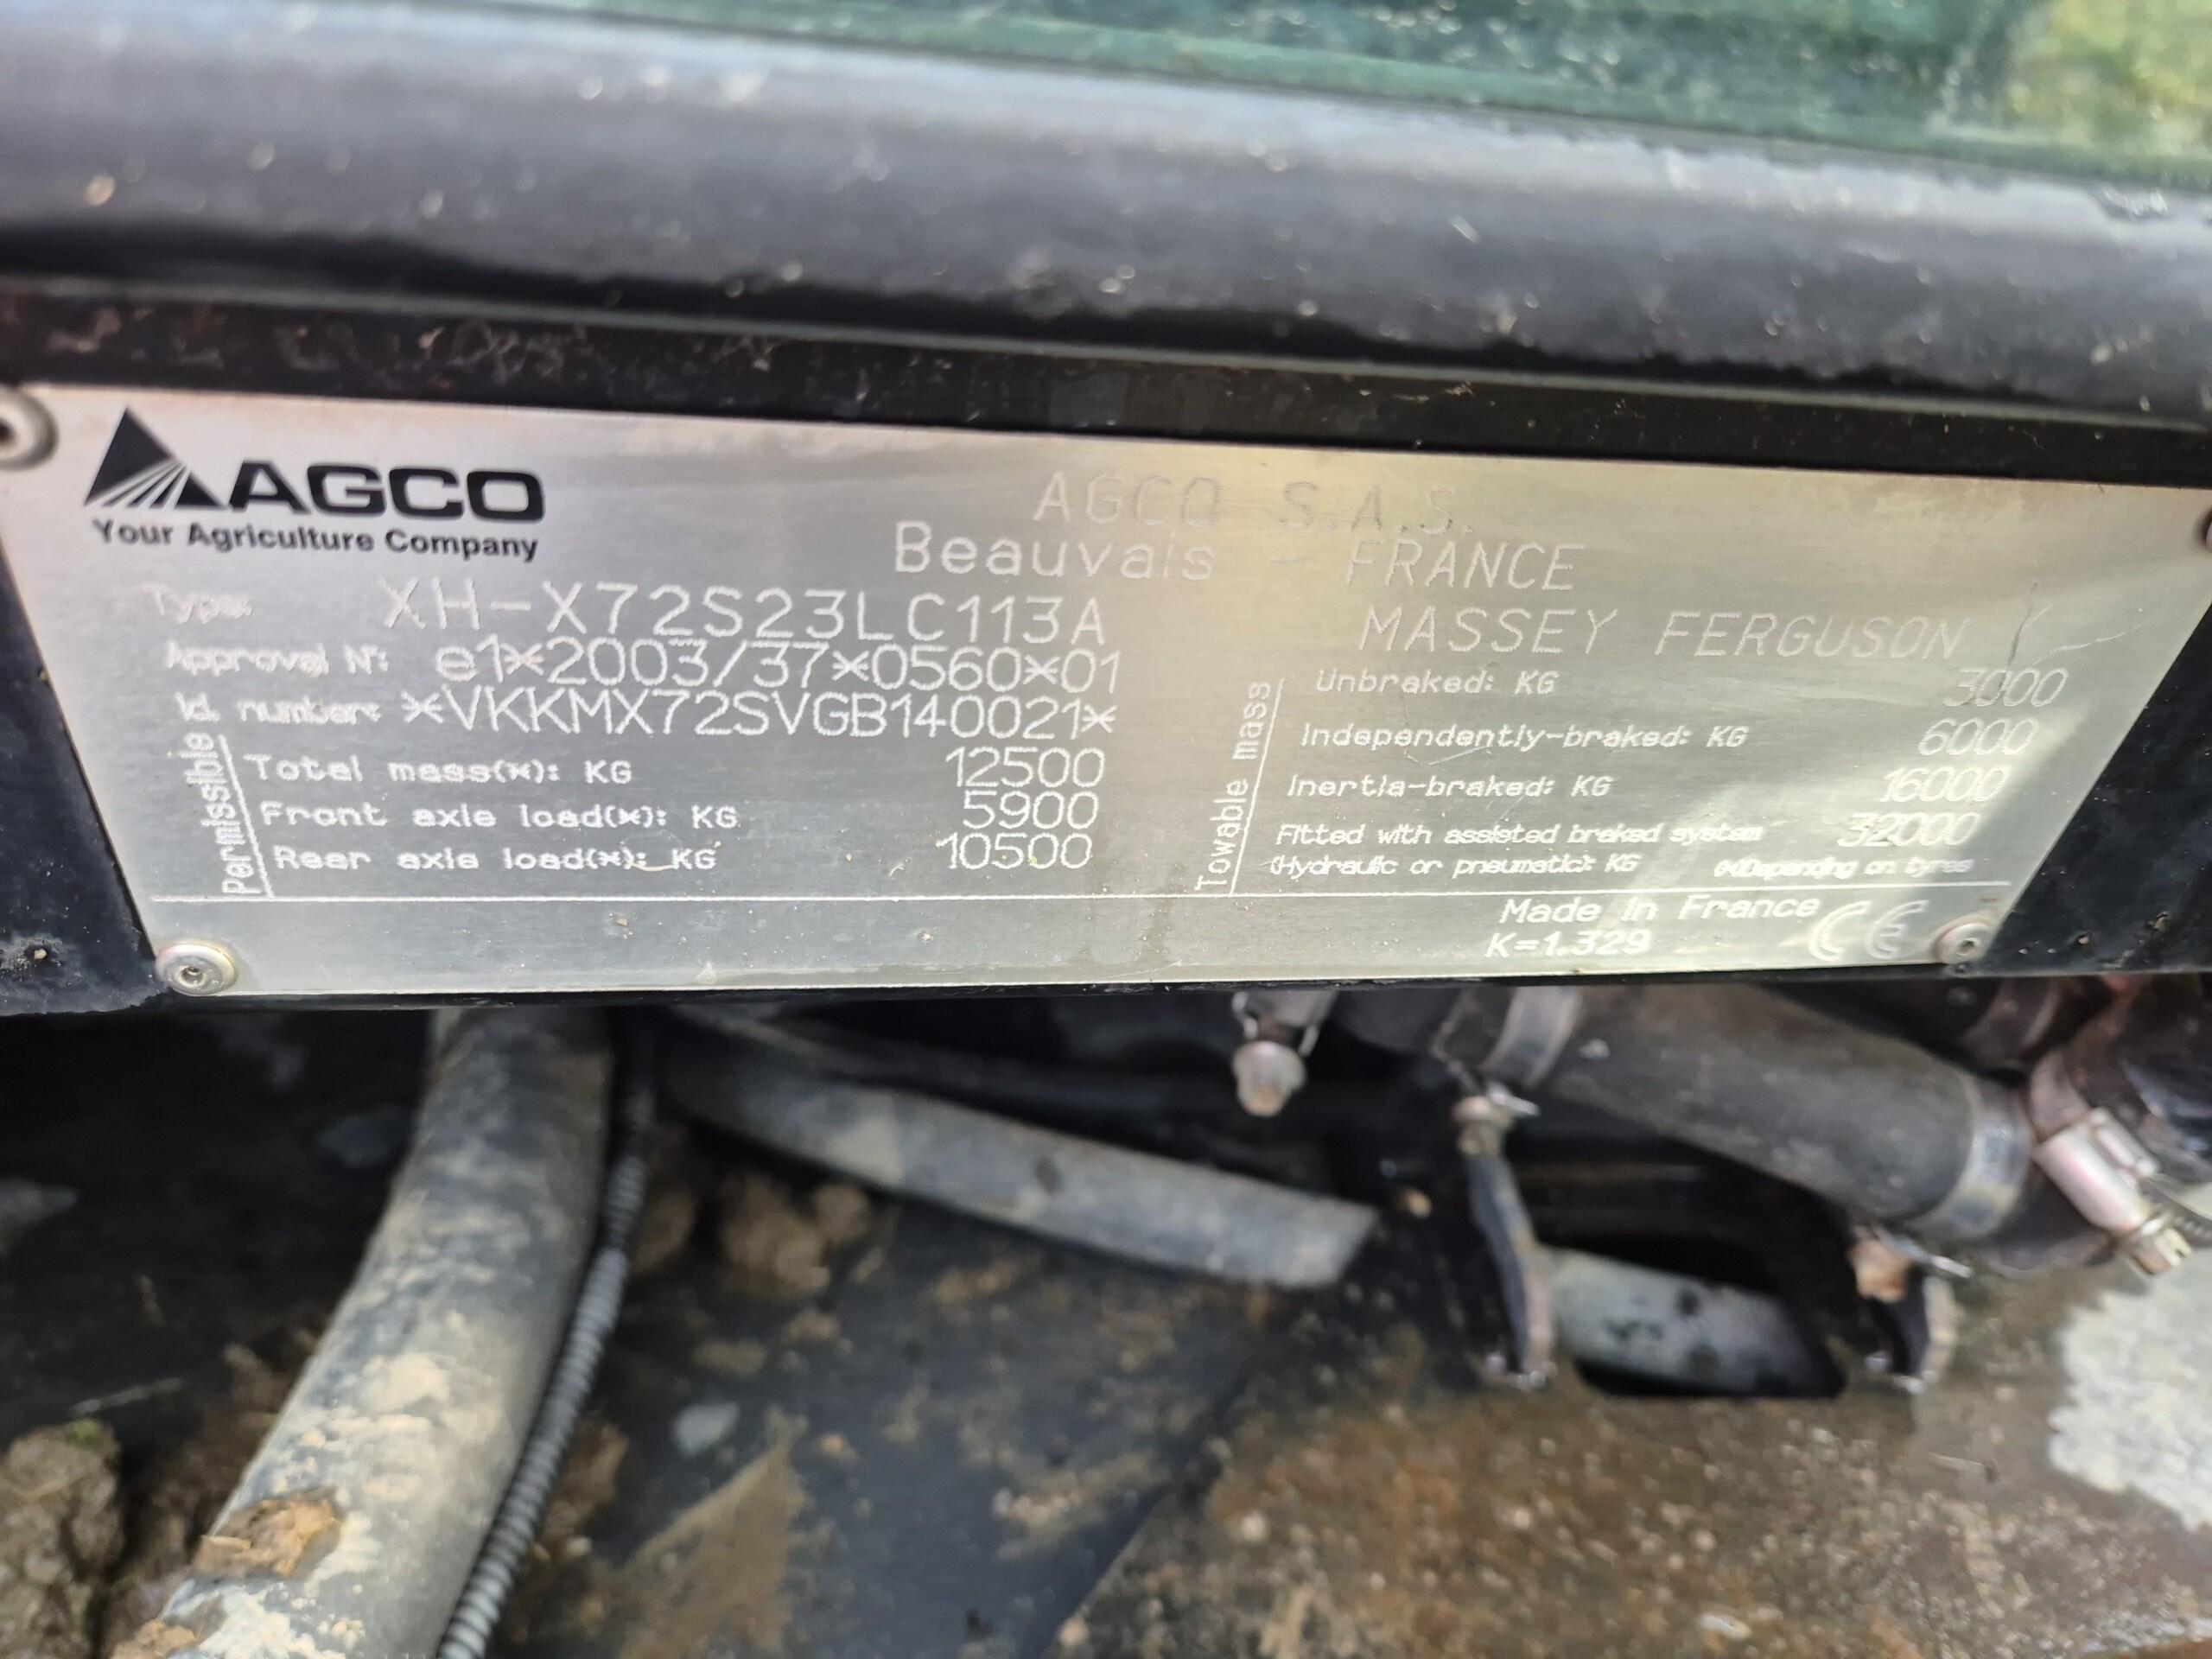 AGCO
Your Agriculture Company
AGCO S.A.S.
Beauvais - FRANCE
Type: XH-X72S23LC113A
MASSEY FERGUSON
Approval N°: e1*2003/37*0560*01
Id. number: *VKKMX72SVGB140021*
Permissible
Total mass(*): KG 12500
Front axle load(*): KG 5900
Rear axle load(*): KG 10500
Towable mass
Unbraked: KG 3000
Independently-braked: KG 6000
Inertia-braked: KG 16000
Fitted with assisted braked system 32000
(Hydraulic or pneumatic): KG (*)Depending on tyres
Made in France
K=1.329
CE